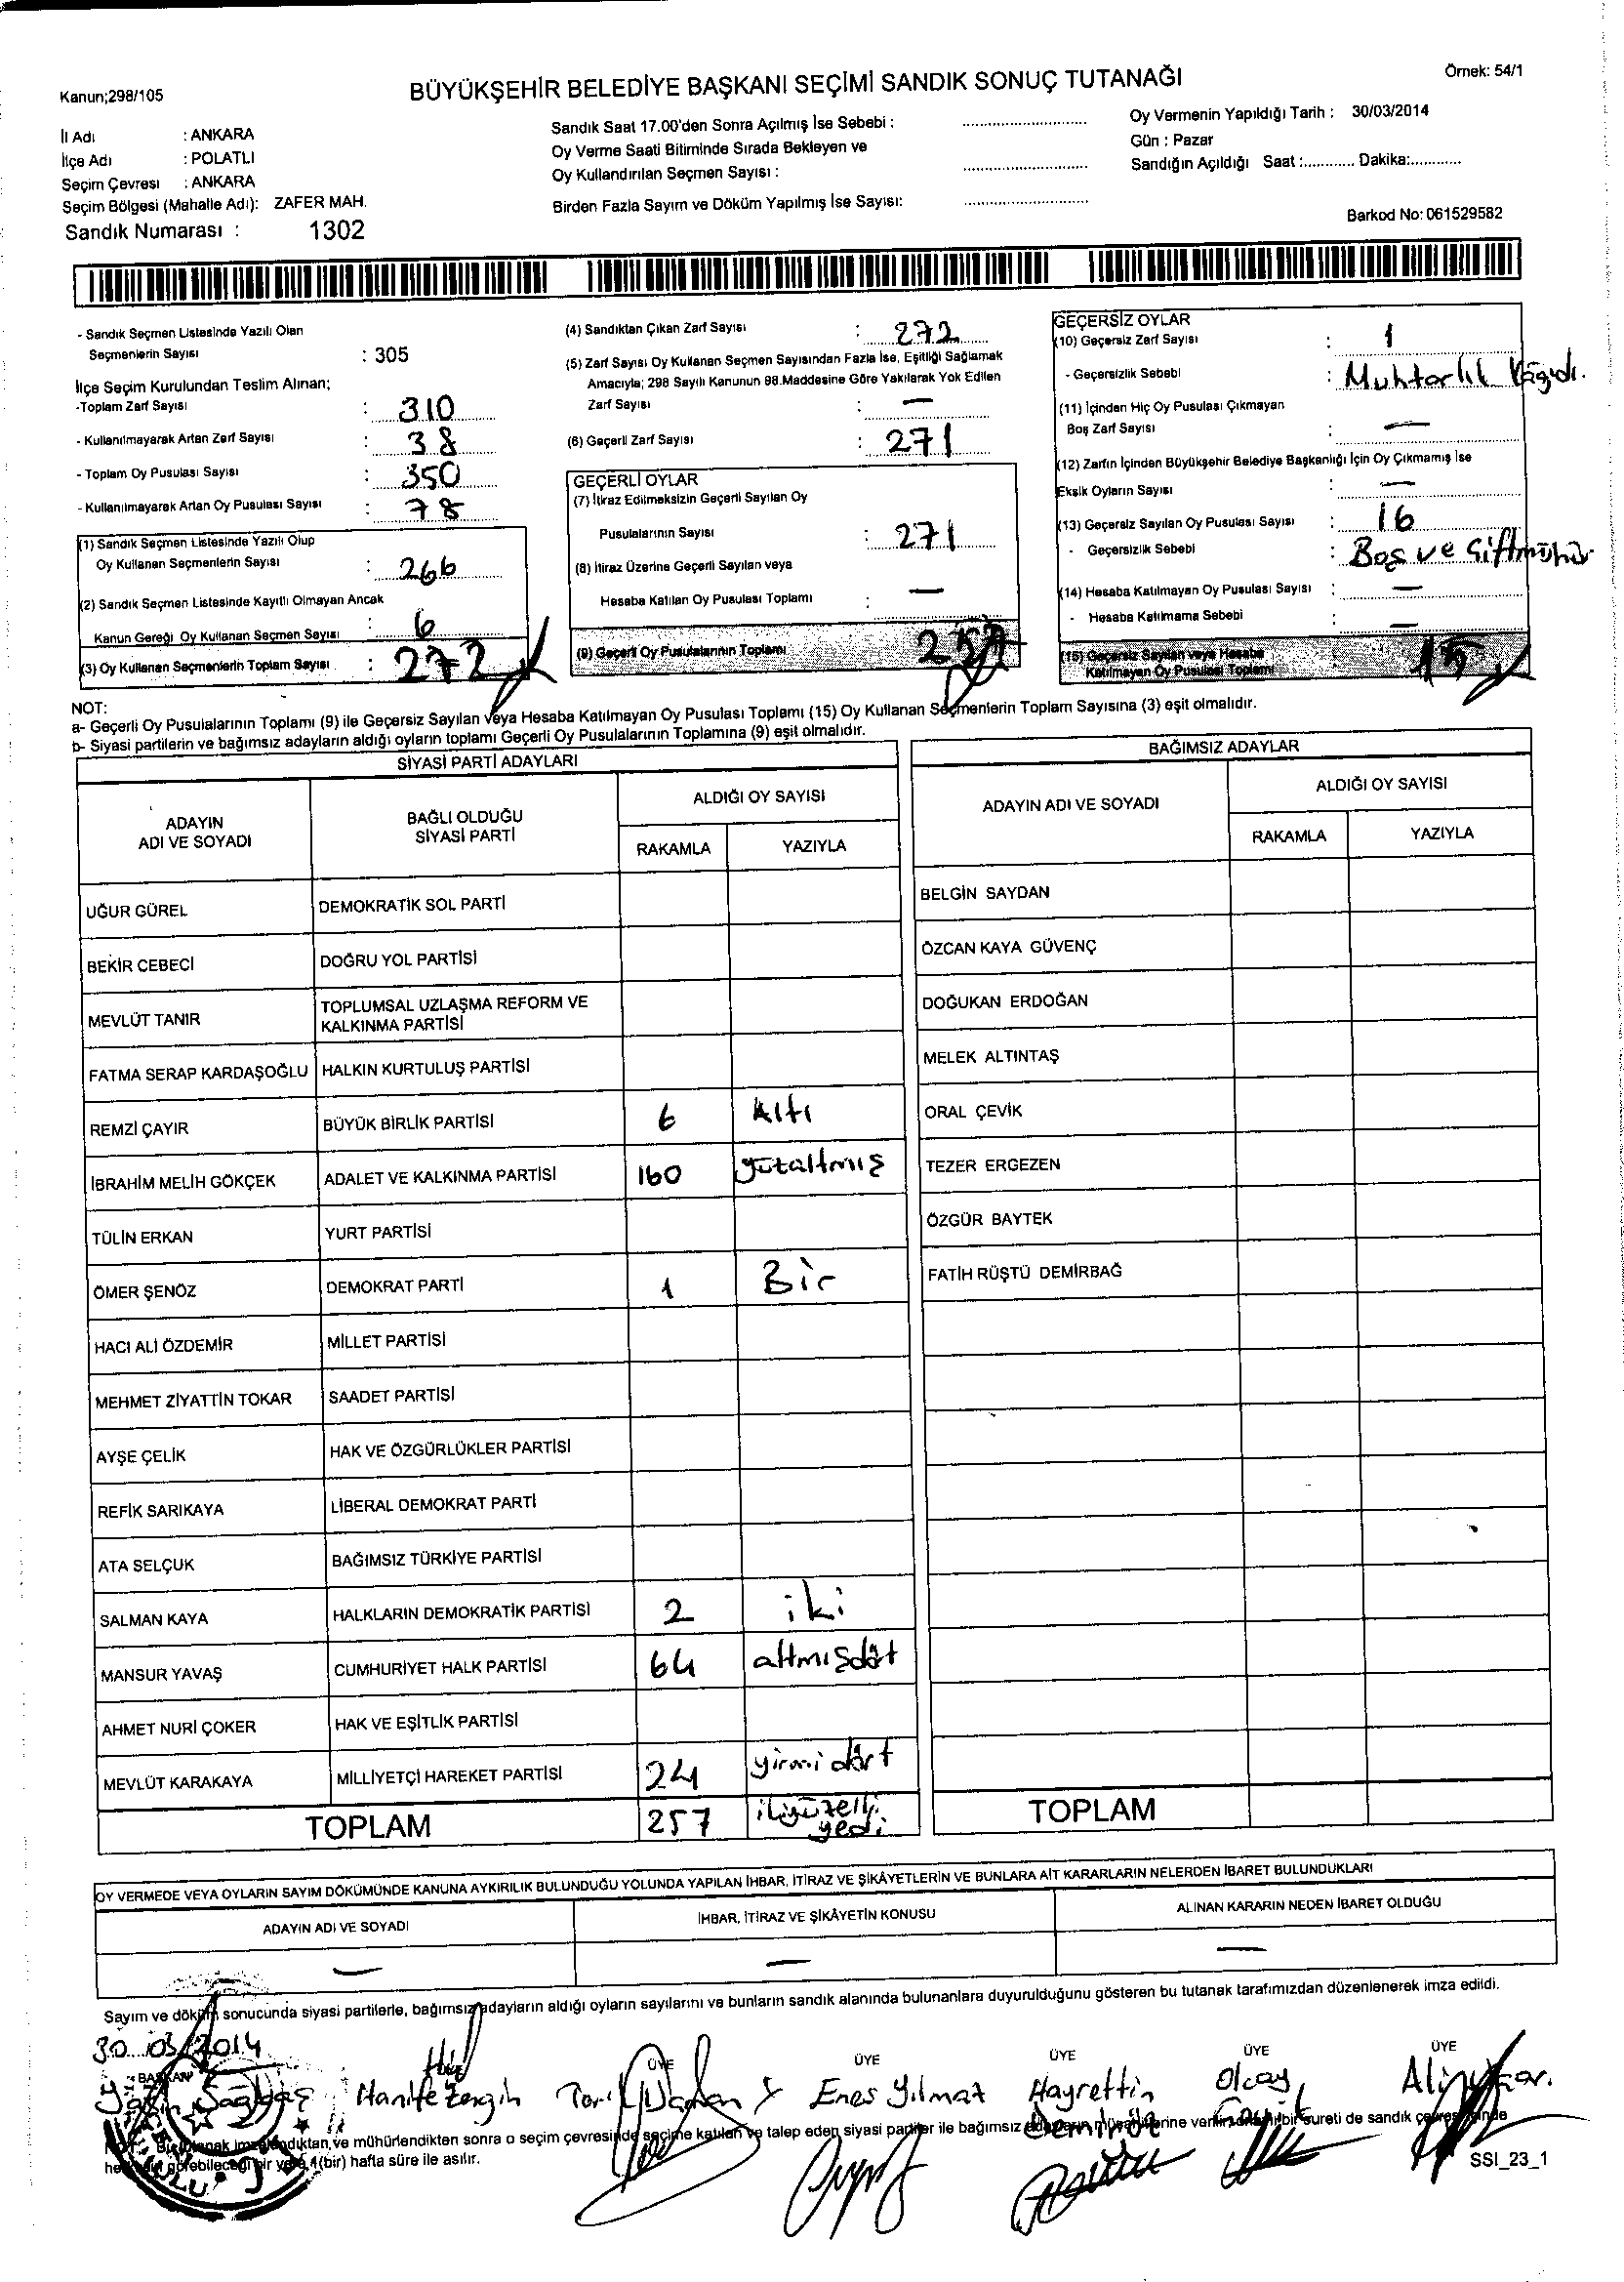 Kanun;298/105
BÜYÜKŞEHİR BELEDİYE BAŞKANI SEÇİMİ SANDIK SONUÇ TUTANAĞI
Örnek: 54/1
İl Adı : ANKARA
İlçe Adı : POLATLI
Seçim Çevresi : ANKARA
Seçim Bölgesi (Mahalle Adı): ZAFER MAH.
Sandık Numarası : 1302
Sandık Saat 17.00'den Sonra Açılmış İse Sebebi :
Oy Verme Saati Bitiminde Sırada Bekleyen ve
Oy Kullandırılan Seçmen Sayısı :
Birden Fazla Sayım ve Döküm Yapılmış İse Sayısı:
Oy Vermenin Yapıldığı Tarih : 30/03/2014
Gün : Pazar
Sandığın Açıldığı Saat :............ Dakika:............
Barkod No: 061529582
- Sandık Seçmen Listesinde Yazılı Olan
Seçmenlerin Sayısı : 305
İlçe Seçim Kurulundan Teslim Alınan;
-Toplam Zarf Sayısı : 310
- Kullanılmayarak Artan Zarf Sayısı : 38
- Toplam Oy Pusulası Sayısı : 350
- Kullanılmayarak Artan Oy Pusulası Sayısı : 78
(1) Sandık Seçmen Listesinde Yazılı Olup
Oy Kullanan Seçmenlerin Sayısı : 266
(2) Sandık Seçmen Listesinde Kayıtlı Olmayan Ancak
Kanun Gereği Oy Kullanan Seçmen Sayısı : 6
(3) Oy Kullanan Seçmenlerin Toplam Sayısı : 272
(4) Sandıktan Çıkan Zarf Sayısı : 272
(5) Zarf Sayısı Oy Kullanan Seçmen Sayısından Fazla İse, Eşitliği Sağlamak
Amacıyla; 298 Sayılı Kanunun 98.Maddesine Göre Yakılarak Yok Edilen
Zarf Sayısı : —
(6) Geçerli Zarf Sayısı : 271
GEÇERLİ OYLAR
(7) İtiraz Edilmeksizin Geçerli Sayılan Oy
Pusulalarının Sayısı : 271
(8) İtiraz Üzerine Geçerli Sayılan veya
Hesaba Katılan Oy Pusulası Toplamı : —
(9) Geçerli Oy Pusulalarının Toplamı
GEÇERSİZ OYLAR
(10) Geçersiz Zarf Sayısı : 1
- Geçersizlik Sebebi : Muhtarlık Kağıdı.
(11) İçinden Hiç Oy Pusulası Çıkmayan
Boş Zarf Sayısı : —
(12) Zarfın İçinden Büyükşehir Belediye Başkanlığı İçin Oy Çıkmamış İse
Eksik Oyların Sayısı : —
(13) Geçersiz Sayılan Oy Pusulası Sayısı : 16
- Geçersizlik Sebebi : Boş ve Çiftmühür
(14) Hesaba Katılmayan Oy Pusulası Sayısı : —
- Hesaba Katılmama Sebebi : —
(15) Geçersiz Sayılan veya Hesaba
Katılmayan Oy Pusulası Toplamı : 15
NOT:
a- Geçerli Oy Pusulalarının Toplamı (9) ile Geçersiz Sayılan Veya Hesaba Katılmayan Oy Pusulası Toplamı (15) Oy Kullanan Seçmenlerin Toplam Sayısına (3) eşit olmalıdır.
b- Siyasi partilerin ve bağımsız adayların aldığı oyların toplamı Geçerli Oy Pusulalarının Toplamına (9) eşit olmalıdır.
SİYASİ PARTİ ADAYLARI
ADAYIN ADI VE SOYADI
BAĞLI OLDUĞU SİYASİ PARTİ
ALDIĞI OY SAYISI
RAKAMLA YAZIYLA
UĞUR GÜREL DEMOKRATİK SOL PARTİ
BEKİR CEBECİ DOĞRU YOL PARTİSİ
MEVLÜT TANIR TOPLUMSAL UZLAŞMA REFORM VE KALKINMA PARTİSİ
FATMA SERAP KARDAŞOĞLU HALKIN KURTULUŞ PARTİSİ
REMZİ ÇAYIR BÜYÜK BİRLİK PARTİSİ 6 Altı
İBRAHİM MELİH GÖKÇEK ADALET VE KALKINMA PARTİSİ 160 yüzaltmış
TÜLİN ERKAN YURT PARTİSİ
ÖMER ŞENÖZ DEMOKRAT PARTİ 1 Bir
HACI ALİ ÖZDEMİR MİLLET PARTİSİ
MEHMET ZİYATTİN TOKAR SAADET PARTİSİ
AYŞE ÇELİK HAK VE ÖZGÜRLÜKLER PARTİSİ
REFİK SARIKAYA LİBERAL DEMOKRAT PARTİ
ATA SELÇUK BAĞIMSIZ TÜRKİYE PARTİSİ
SALMAN KAYA HALKLARIN DEMOKRATİK PARTİSİ 2 iki
MANSUR YAVAŞ CUMHURİYET HALK PARTİSİ 64 altmışdört
AHMET NURİ ÇOKER HAK VE EŞİTLİK PARTİSİ
MEVLÜT KARAKAYA MİLLİYETÇİ HAREKET PARTİSİ 24 yirmi dört
TOPLAM 257 ikiyüzelli yedi
BAĞIMSIZ ADAYLAR
ADAYIN ADI VE SOYADI
ALDIĞI OY SAYISI
RAKAMLA YAZIYLA
BELGİN SAYDAN
ÖZCAN KAYA GÜVENÇ
DOĞUKAN ERDOĞAN
MELEK ALTINTAŞ
ORAL ÇEVİK
TEZER ERGEZEN
ÖZGÜR BAYTEK
FATİH RÜŞTÜ DEMİRBAĞ
TOPLAM
OY VERMEDE VEYA OYLARIN SAYIM DÖKÜMÜNDE KANUNA AYKIRILIK BULUNDUĞU YOLUNDA YAPILAN İHBAR, İTİRAZ VE ŞİKÂYETLERİN VE BUNLARA AİT KARARLARIN NELERDEN İBARET BULUNDUKLARI
ADAYIN ADI VE SOYADI İHBAR, İTİRAZ VE ŞİKÂYETİN KONUSU ALINAN KARARIN NEDEN İBARET OLDUĞU
— — —
Sayım ve döküm sonucunda siyasi partilerle, bağımsız adayların aldığı oyların sayılarını ve bunların sandık alanında bulunanlara duyurulduğunu gösteren bu tutanak tarafımızdan düzenlenerek imza edildi.
30 03/2014
BAŞKAN ÜYE ÜYE ÜYE ÜYE ÜYE
Hanife Zengin Enes Yılmaz Hayrettin Demiröz Olcay
imzalandıktan ve mühürlendikten sonra o seçim çevresinde seçime katılan ve talep eden siyasi partiler ile bağımsız bir sureti de sandık çevresinde
görebileceği bir yere 1(bir) hafta süre ile asılır.
SSI_23_1